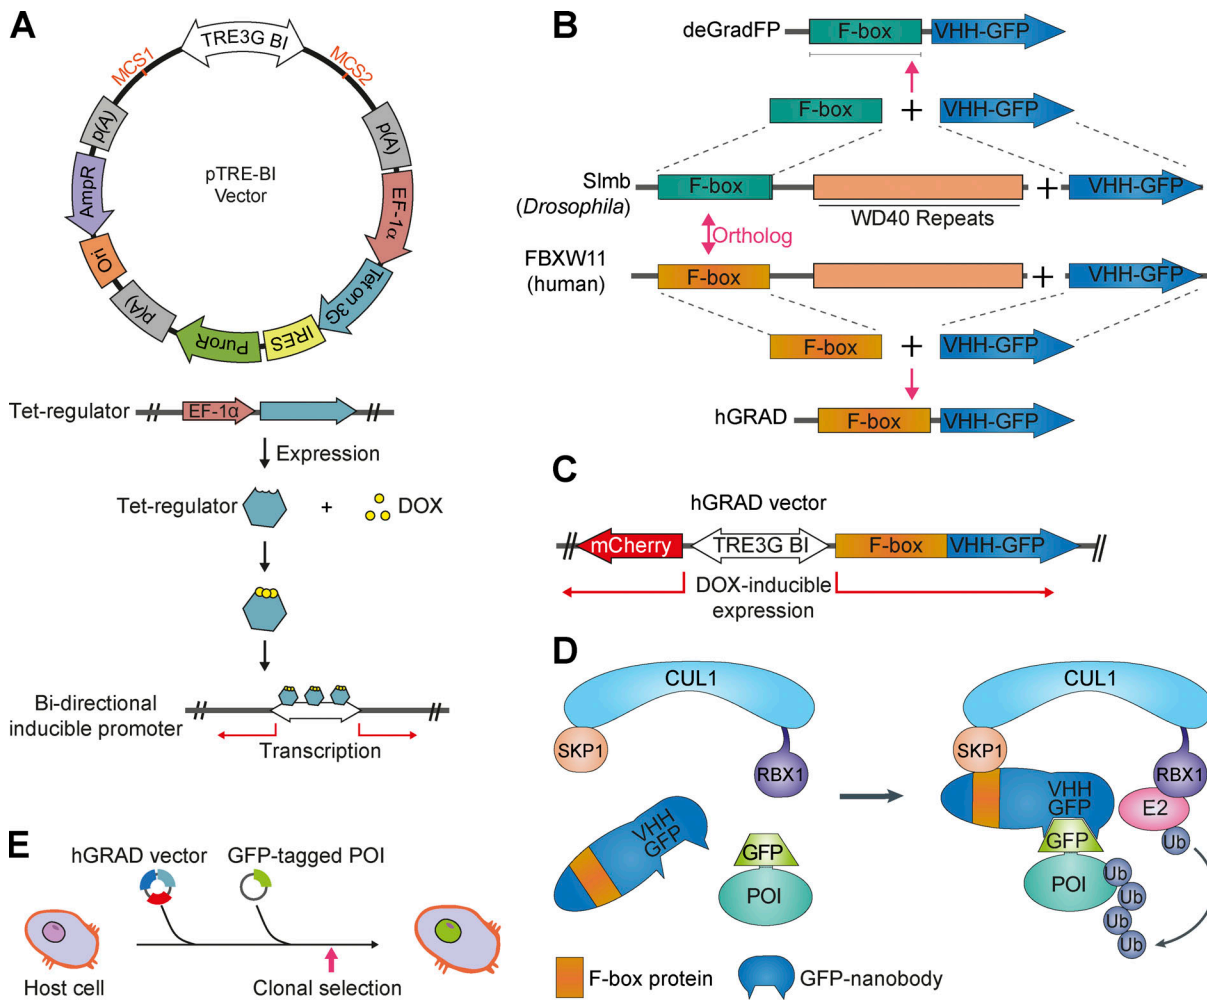 A
TRE3G BI
MCS1
MCS2
p(A)
p(A)
AmpR
pTRE-BI
Vector
EF-1α
Ori
Tet on 3G
p(A)
PuroR
IRES
Tet-regulator
EF-1α
Expression
Tet-regulator
+
DOX
Bi-directional
inducible promoter
Transcription
B
deGradFP
F-box
VHH-GFP
F-box
+
VHH-GFP
Slmb
(Drosophila)
F-box
+
VHH-GFP
WD40 Repeats
Ortholog
FBXW11
(human)
F-box
+
VHH-GFP
F-box
+
VHH-GFP
hGRAD
F-box
VHH-GFP
C
hGRAD vector
mCherry
TRE3G BI
F-box
VHH-GFP
DOX-inducible
expression
D
CUL1
SKP1
RBX1
VHH
GFP
GFP
POI
CUL1
SKP1
RBX1
VHH
GFP
E2
GFP
Ub
POI
Ub
Ub
Ub
Ub
F-box protein
GFP-nanobody
E
hGRAD vector
GFP-tagged POI
Host cell
Clonal selection